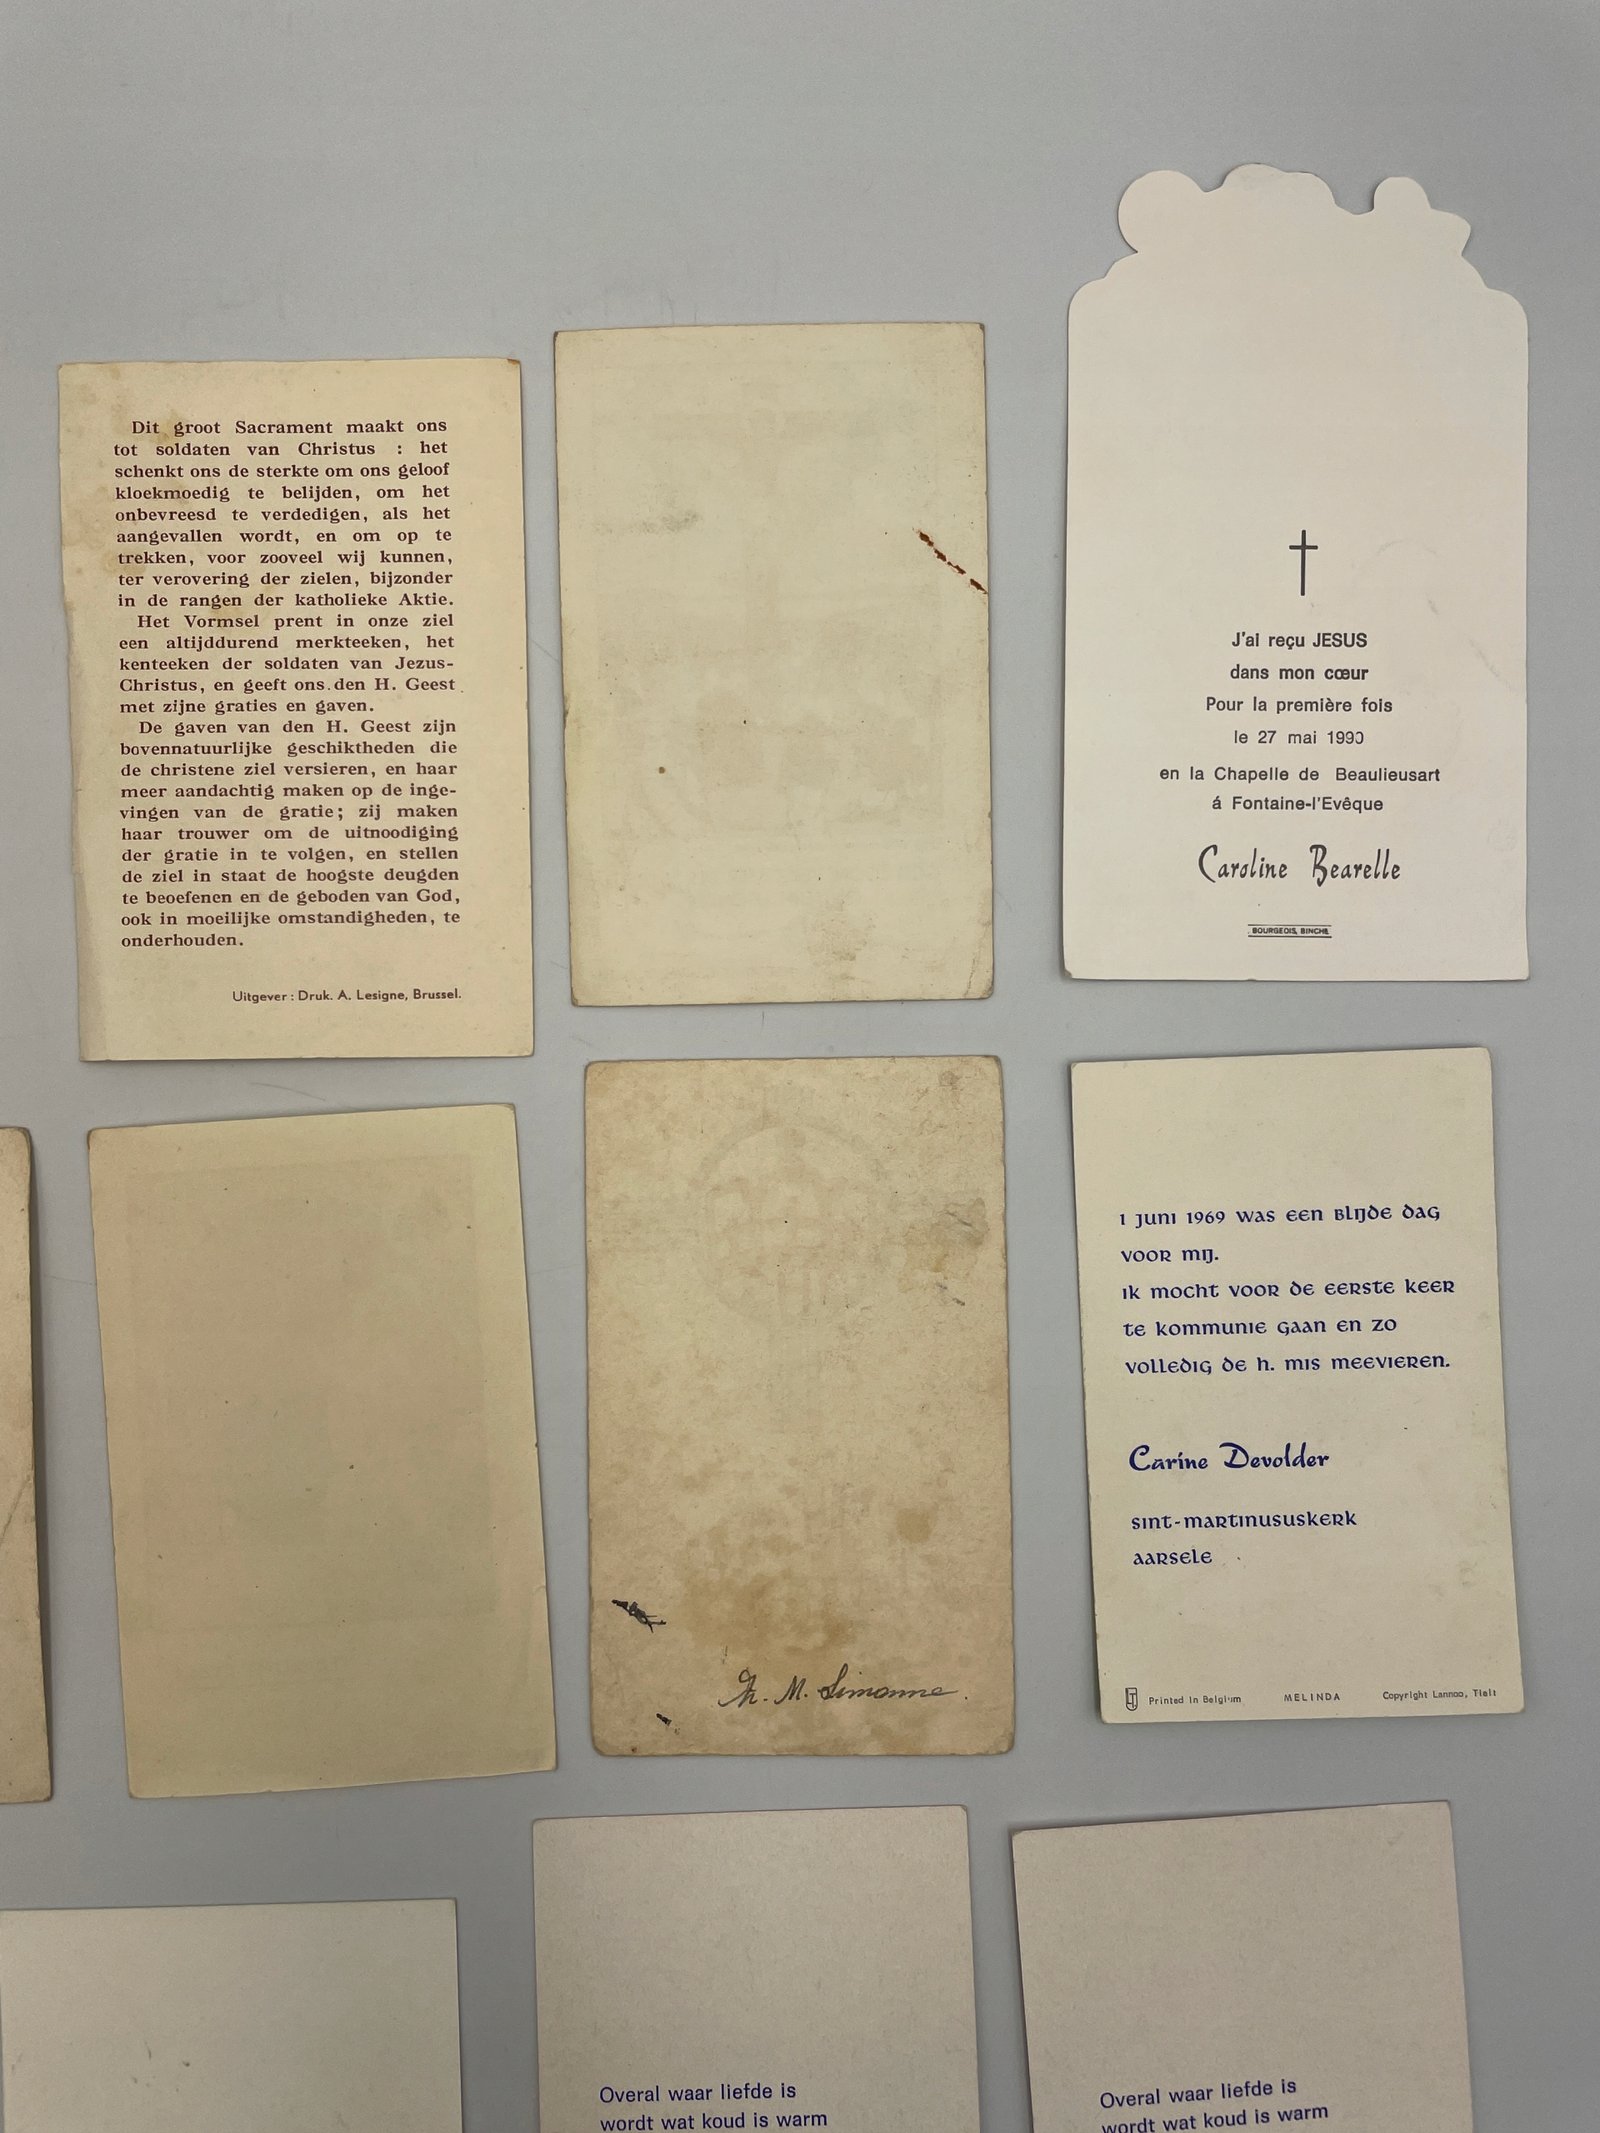 Dit groot Sacrament maakt ons
tot soldaten van Christus : het
schenkt ons de sterkte om ons geloof
kloekmoedig te belijden, om het
onbevreesd te verdedigen, als het
aangevallen wordt, en om op te
trekken, voor zooveel wij kunnen,
ter verovering der zielen, bijzonder
in de rangen der katholieke Aktie.
Het Vormsel prent in onze ziel
een altijddurend merkteeken, het
kenteeken der soldaten van Jezus-
Christus, en geeft ons den H. Geest
met zijne graties en gaven.
De gaven van den H. Geest zijn
bovennatuurlijke geschiktheden die
de christene ziel versieren, en haar
meer aandachtig maken op de inge-
vingen van de gratie; zij maken
haar trouwer om de uitnoodiging
der gratie in te volgen, en stellen
de ziel in staat de hoogste deugden
te beoefenen en de geboden van God,
ook in moeilijke omstandigheden, te
onderhouden.
Uitgever : Druk. A. Lesigne, Brussel.
J'ai reçu JESUS
dans mon cœur
Pour la première fois
le 27 mai 1990
en la Chapelle de Beaulieusart
á Fontaine-l'Evêque
Caroline Bearelle
BOURGEOIS, BINCHE
M. Simonne.
1 juni 1969 was een blijde dag
voor mij.
ik mocht voor de eerste keer
te kommunie gaan en zo
volledig de h. mis meevieren.
Carine Devolder
sint-martinususkerk
aarsele
Printed in Belgium MELINDA Copyright Lannoo, Tielt
Overal waar liefde is
wordt wat koud is warm
Overal waar liefde is
wordt wat koud is warm